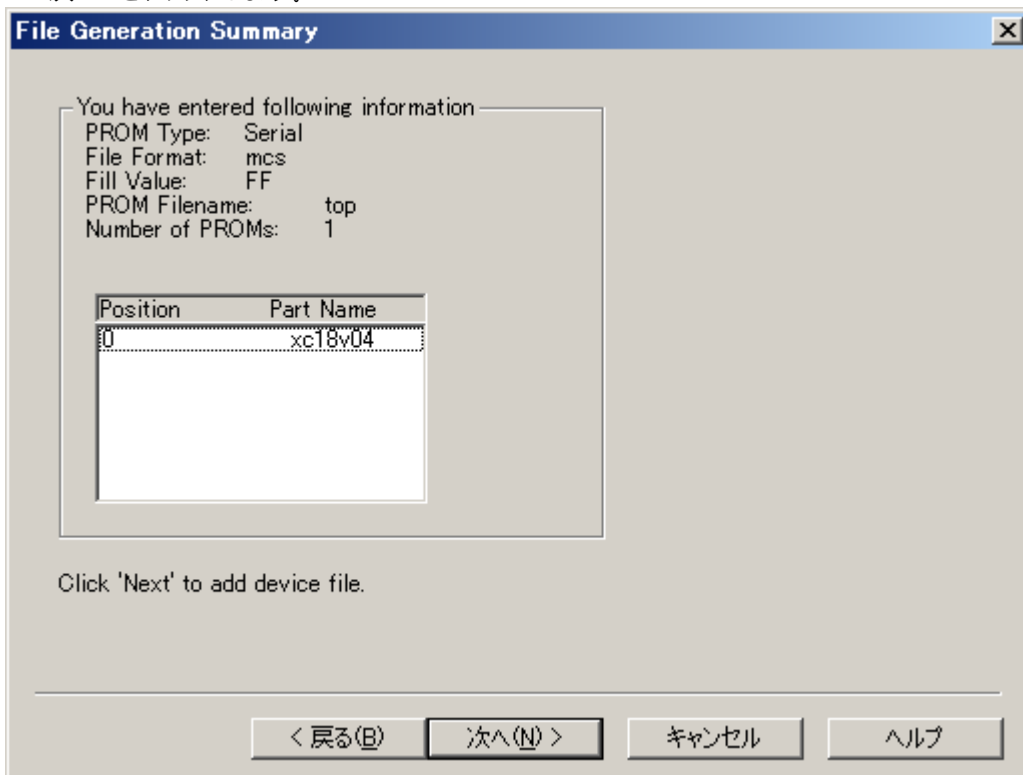 File Generation Summary
You have entered following information
PROM Type: Serial
File Format: mcs
Fill Value: FF
PROM Filename: top
Number of PROMs: 1
Position Part Name
0 xc18v04
Click 'Next' to add device file.
< 戻る(B) 次へ(N) > キャンセル ヘルプ